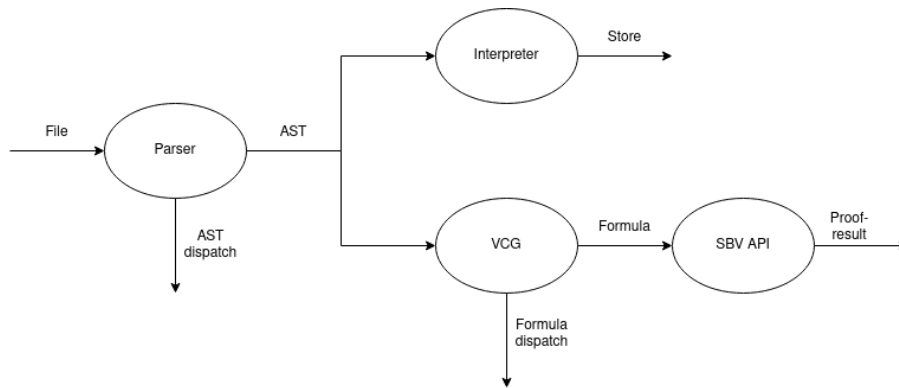 Interpreter
Store
File
Parser
AST
AST
dispatch
VCG
Formula
SBV API
Proof-
result
Formula
dispatch